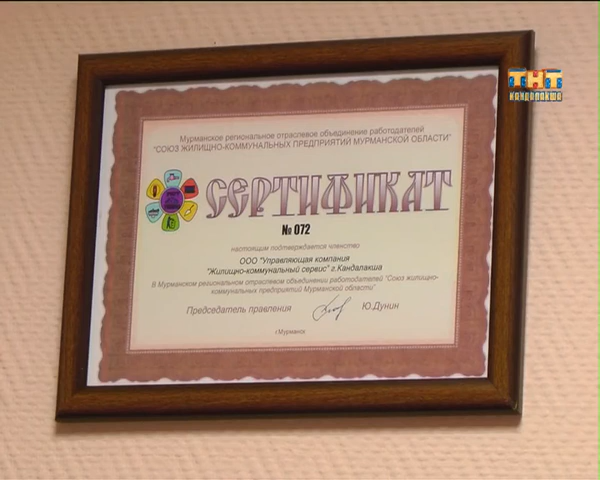 ТНТ
Кандалакша
Мурманское региональное отраслевое объединение работодателей
"СОЮЗ ЖИЛИЩНО-КОММУНАЛЬНЫХ ПРЕДПРИЯТИЙ МУРМАНСКОЙ ОБЛАСТИ"
СЕРТИФИКАТ
№ 072
настоящим подтверждается членство
ООО "Управляющая компания
"Жилищно-коммунальный сервис" г.Кандалакша
В Мурманском региональном отраслевом объединении работодателей "Союз жилищно-
коммунальных предприятий Мурманской области"
Председатель правления Ю.Дунин
г.Мурманск